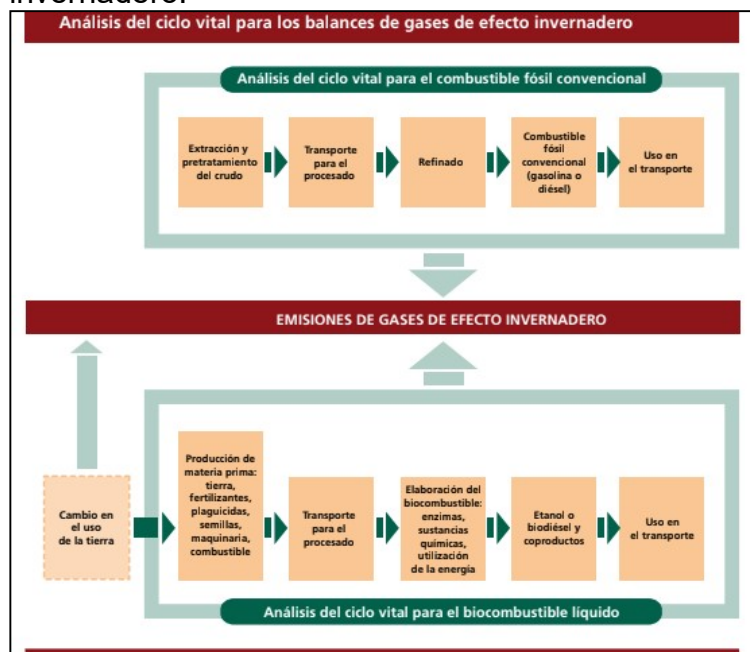 invernadero.
Análisis del ciclo vital para los balances de gases de efecto invernadero
Análisis del ciclo vital para el combustible fósil convencional
Extracción y
pretratamiento
del crudo
Transporte
para el
procesado
Refinado
Combustible
fósil
convencional
(gasolina o
diésel)
Uso en
el transporte
EMISIONES DE GASES DE EFECTO INVERNADERO
Cambio en
el uso
de la tierra
Producción de
materia prima:
tierra,
fertilizantes,
plaguicidas,
semillas,
maquinaria,
combustible
Transporte
para el
procesado
Elaboración del
biocombustible:
enzimas,
sustancias
químicas,
utilización
de la energía
Etanol o
biodiésel y
coproductos
Uso en
el transporte
Análisis del ciclo vital para el biocombustible líquido